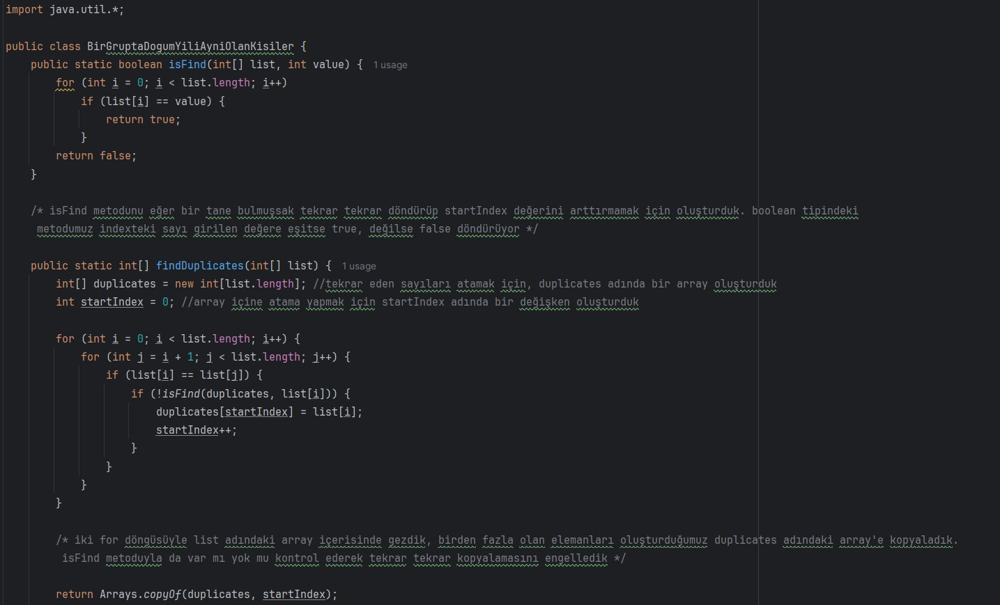 import java.util.*;
public class BirGruptaDogumYiliAyniOlanKisiler {
public static boolean isFind(int[] list, int value) { 1 usage
for (int i = 0; i < list.length; i++)
if (list[i] == value) {
return true;
}
return false;
}
/* isFind metodunu eğer bir tane bulmuşsak tekrar tekrar döndürüp startIndex değerini arttırmamak için oluşturduk. boolean tipindeki
metodumuz indexteki sayı girilen değere eşitse true, değilse false döndürüyor */
public static int[] findDuplicates(int[] list) { 1 usage
int[] duplicates = new int[list.length]; //tekrar eden sayıları atamak için, duplicates adında bir array oluşturduk
int startIndex = 0; //array içine atama yapmak için startIndex adında bir değişken oluşturduk
for (int i = 0; i < list.length; i++) {
for (int j = i + 1; j < list.length; j++) {
if (list[i] == list[j]) {
if (!isFind(duplicates, list[i])) {
duplicates[startIndex] = list[i];
startIndex++;
}
}
}
}
/* iki for döngüsüyle list adındaki array içerisinde gezdik, birden fazla olan elemanları oluşturduğumuz duplicates adındaki array'e kopyaladık.
isFind metoduyla da var mı yok mu kontrol ederek tekrar tekrar kopyalamasını engelledik */
return Arrays.copyOf(duplicates, startIndex);